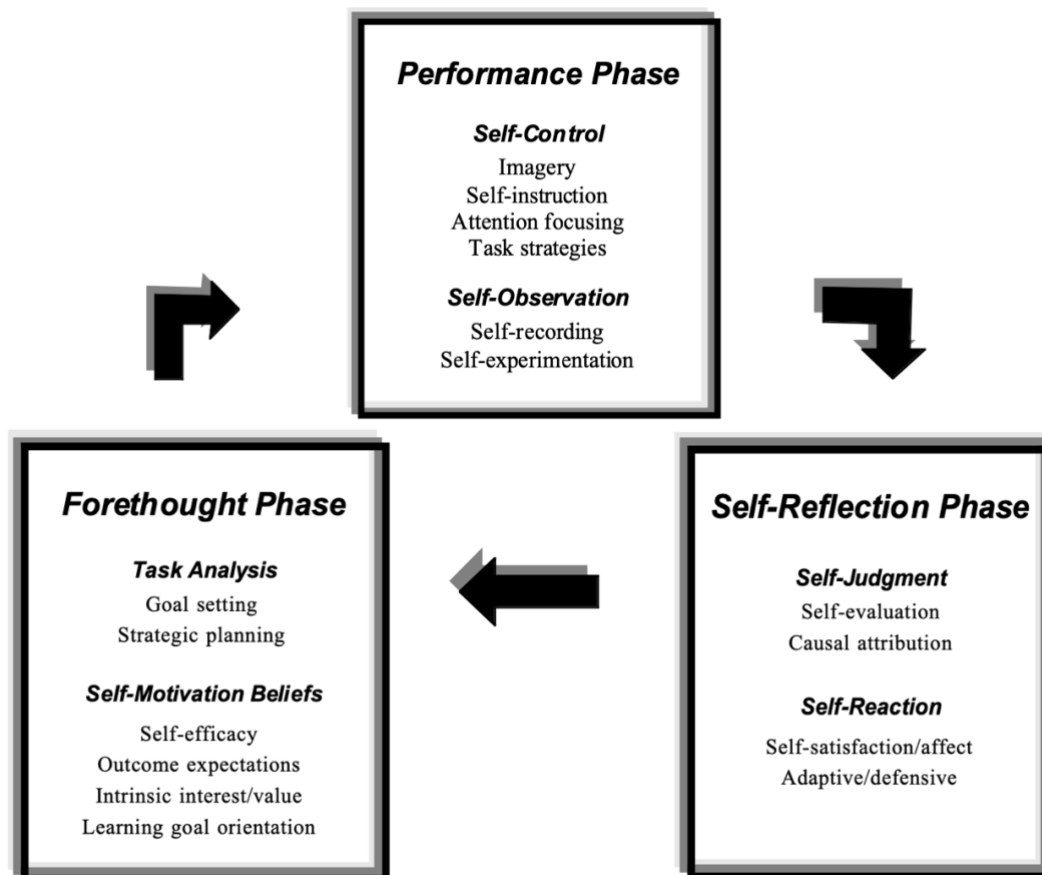 Performance Phase
Self-Control
Imagery
Self-instruction
Attention focusing
Task strategies
Self-Observation
Self-recording
Self-experimentation
Forethought Phase
Task Analysis
Goal setting
Strategic planning
Self-Motivation Beliefs
Self-efficacy
Outcome expectations
Intrinsic interest/value
Learning goal orientation
Self-Reflection Phase
Self-Judgment
Self-evaluation
Causal attribution
Self-Reaction
Self-satisfaction/affect
Adaptive/defensive